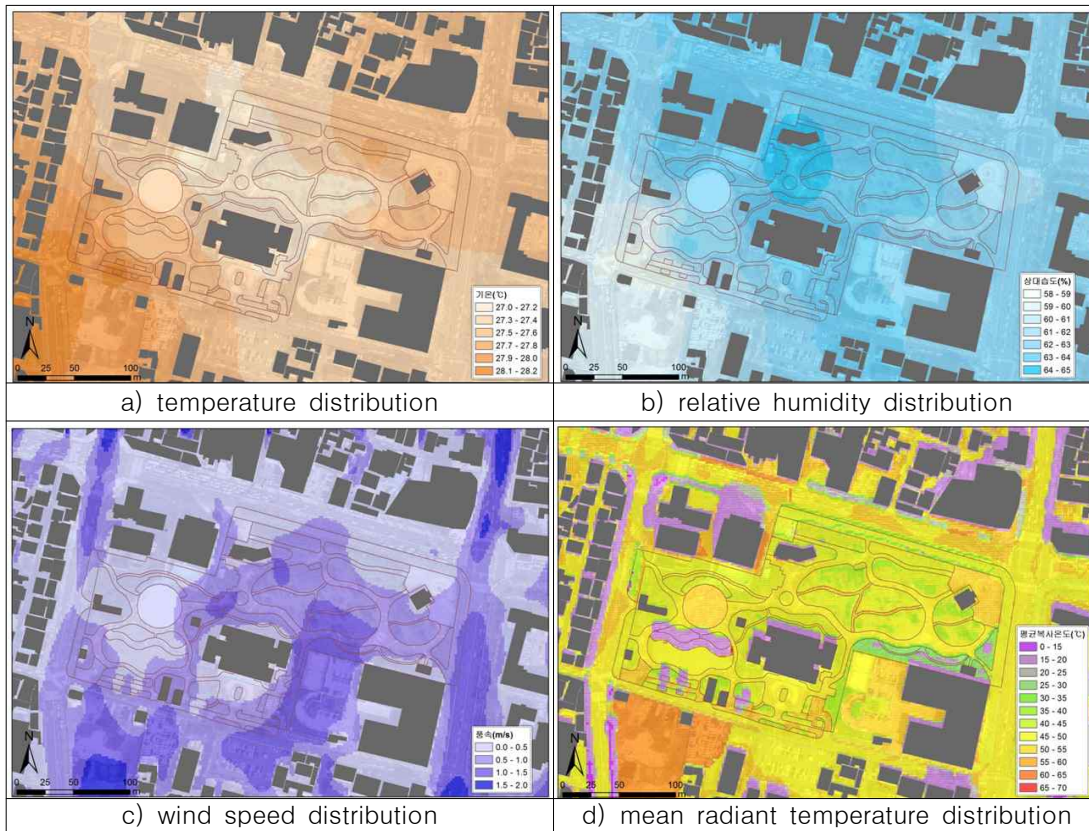 N
0 25 50 100
m
기온(℃)
27.0 - 27.2
27.3 - 27.4
27.5 - 27.6
27.7 - 27.8
27.9 - 28.0
28.1 - 28.2
N
0 25 50 100
m
상대습도(%)
58 - 59
59 - 60
60 - 61
61 - 62
62 - 63
63 - 64
64 - 65
a) temperature distribution
b) relative humidity distribution
N
0 25 50 100
m
풍속(m/s)
0.0 - 0.5
0.5 - 1.0
1.0 - 1.5
1.5 - 2.0
N
0 25 50 100
m
평균복사온도(℃)
0 - 15
15 - 20
20 - 25
25 - 30
30 - 35
35 - 40
40 - 45
45 - 50
50 - 55
55 - 60
60 - 65
65 - 70
c) wind speed distribution
d) mean radiant temperature distribution